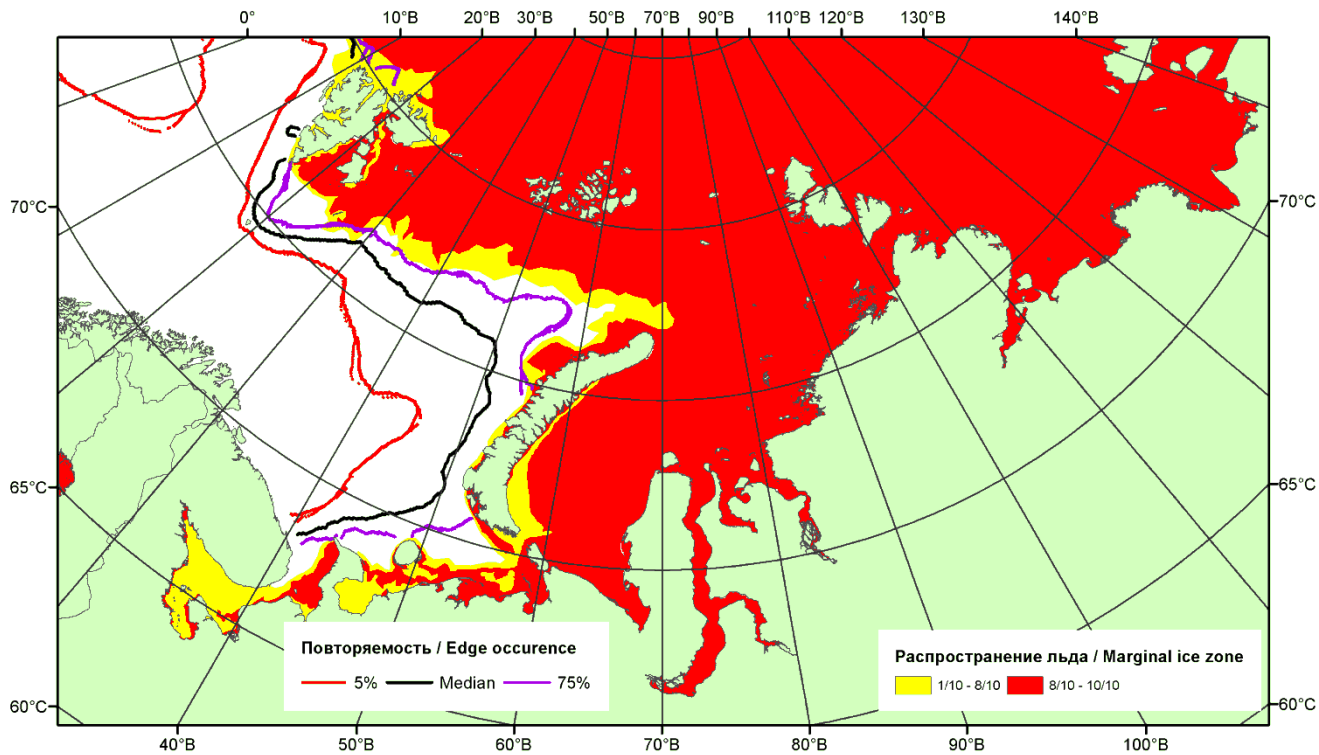 0° 10°В 20°В 30°В 50°В 70°В 90°В 110°В 120°В 130°В 140°В
70°С 70°С
65°С 65°С
60°С 60°С
Повторяемость / Edge occurence
5% Median 75%
Распространение льда / Marginal ice zone
1/10 - 8/10 8/10 - 10/10
40°В 50°В 60°В 70°В 80°В 90°В 100°В